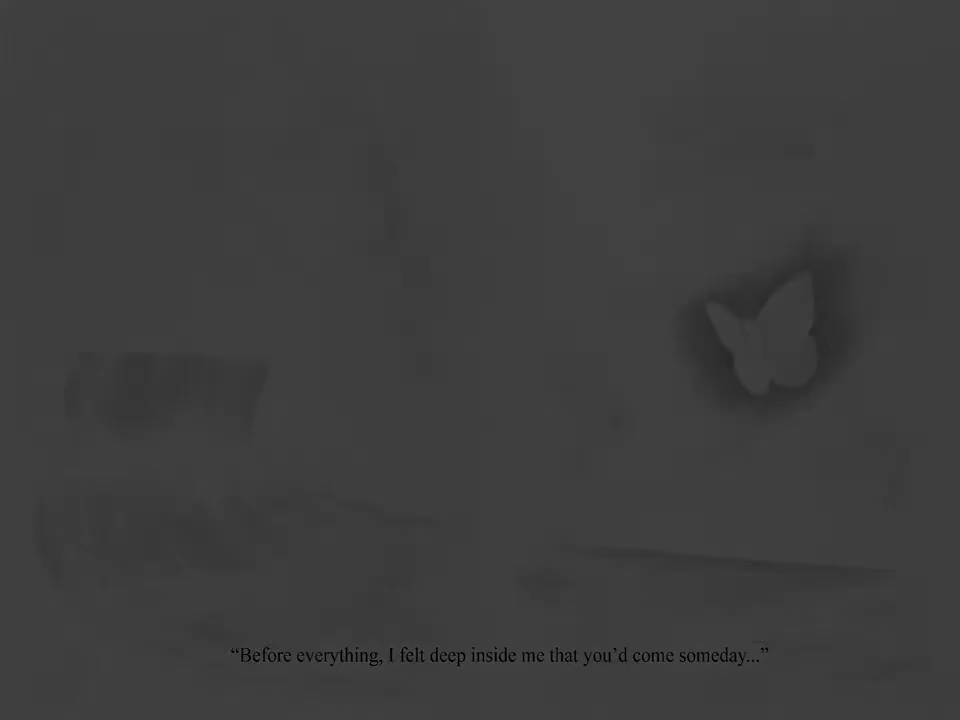 “Before everything, I felt deep inside me that you’d come someday...”